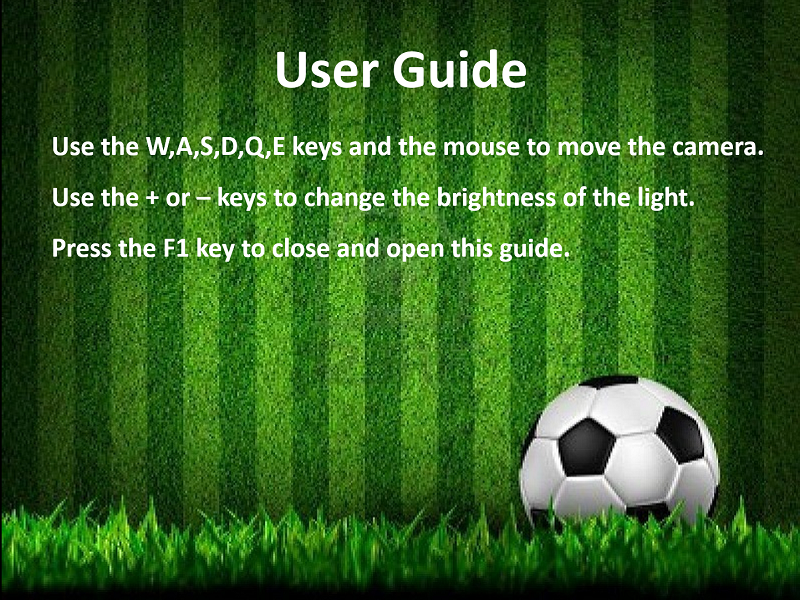 User Guide
Use the W,A,S,D,Q,E keys and the mouse to move the camera.
Use the + or – keys to change the brightness of the light.
Press the F1 key to close and open this guide.